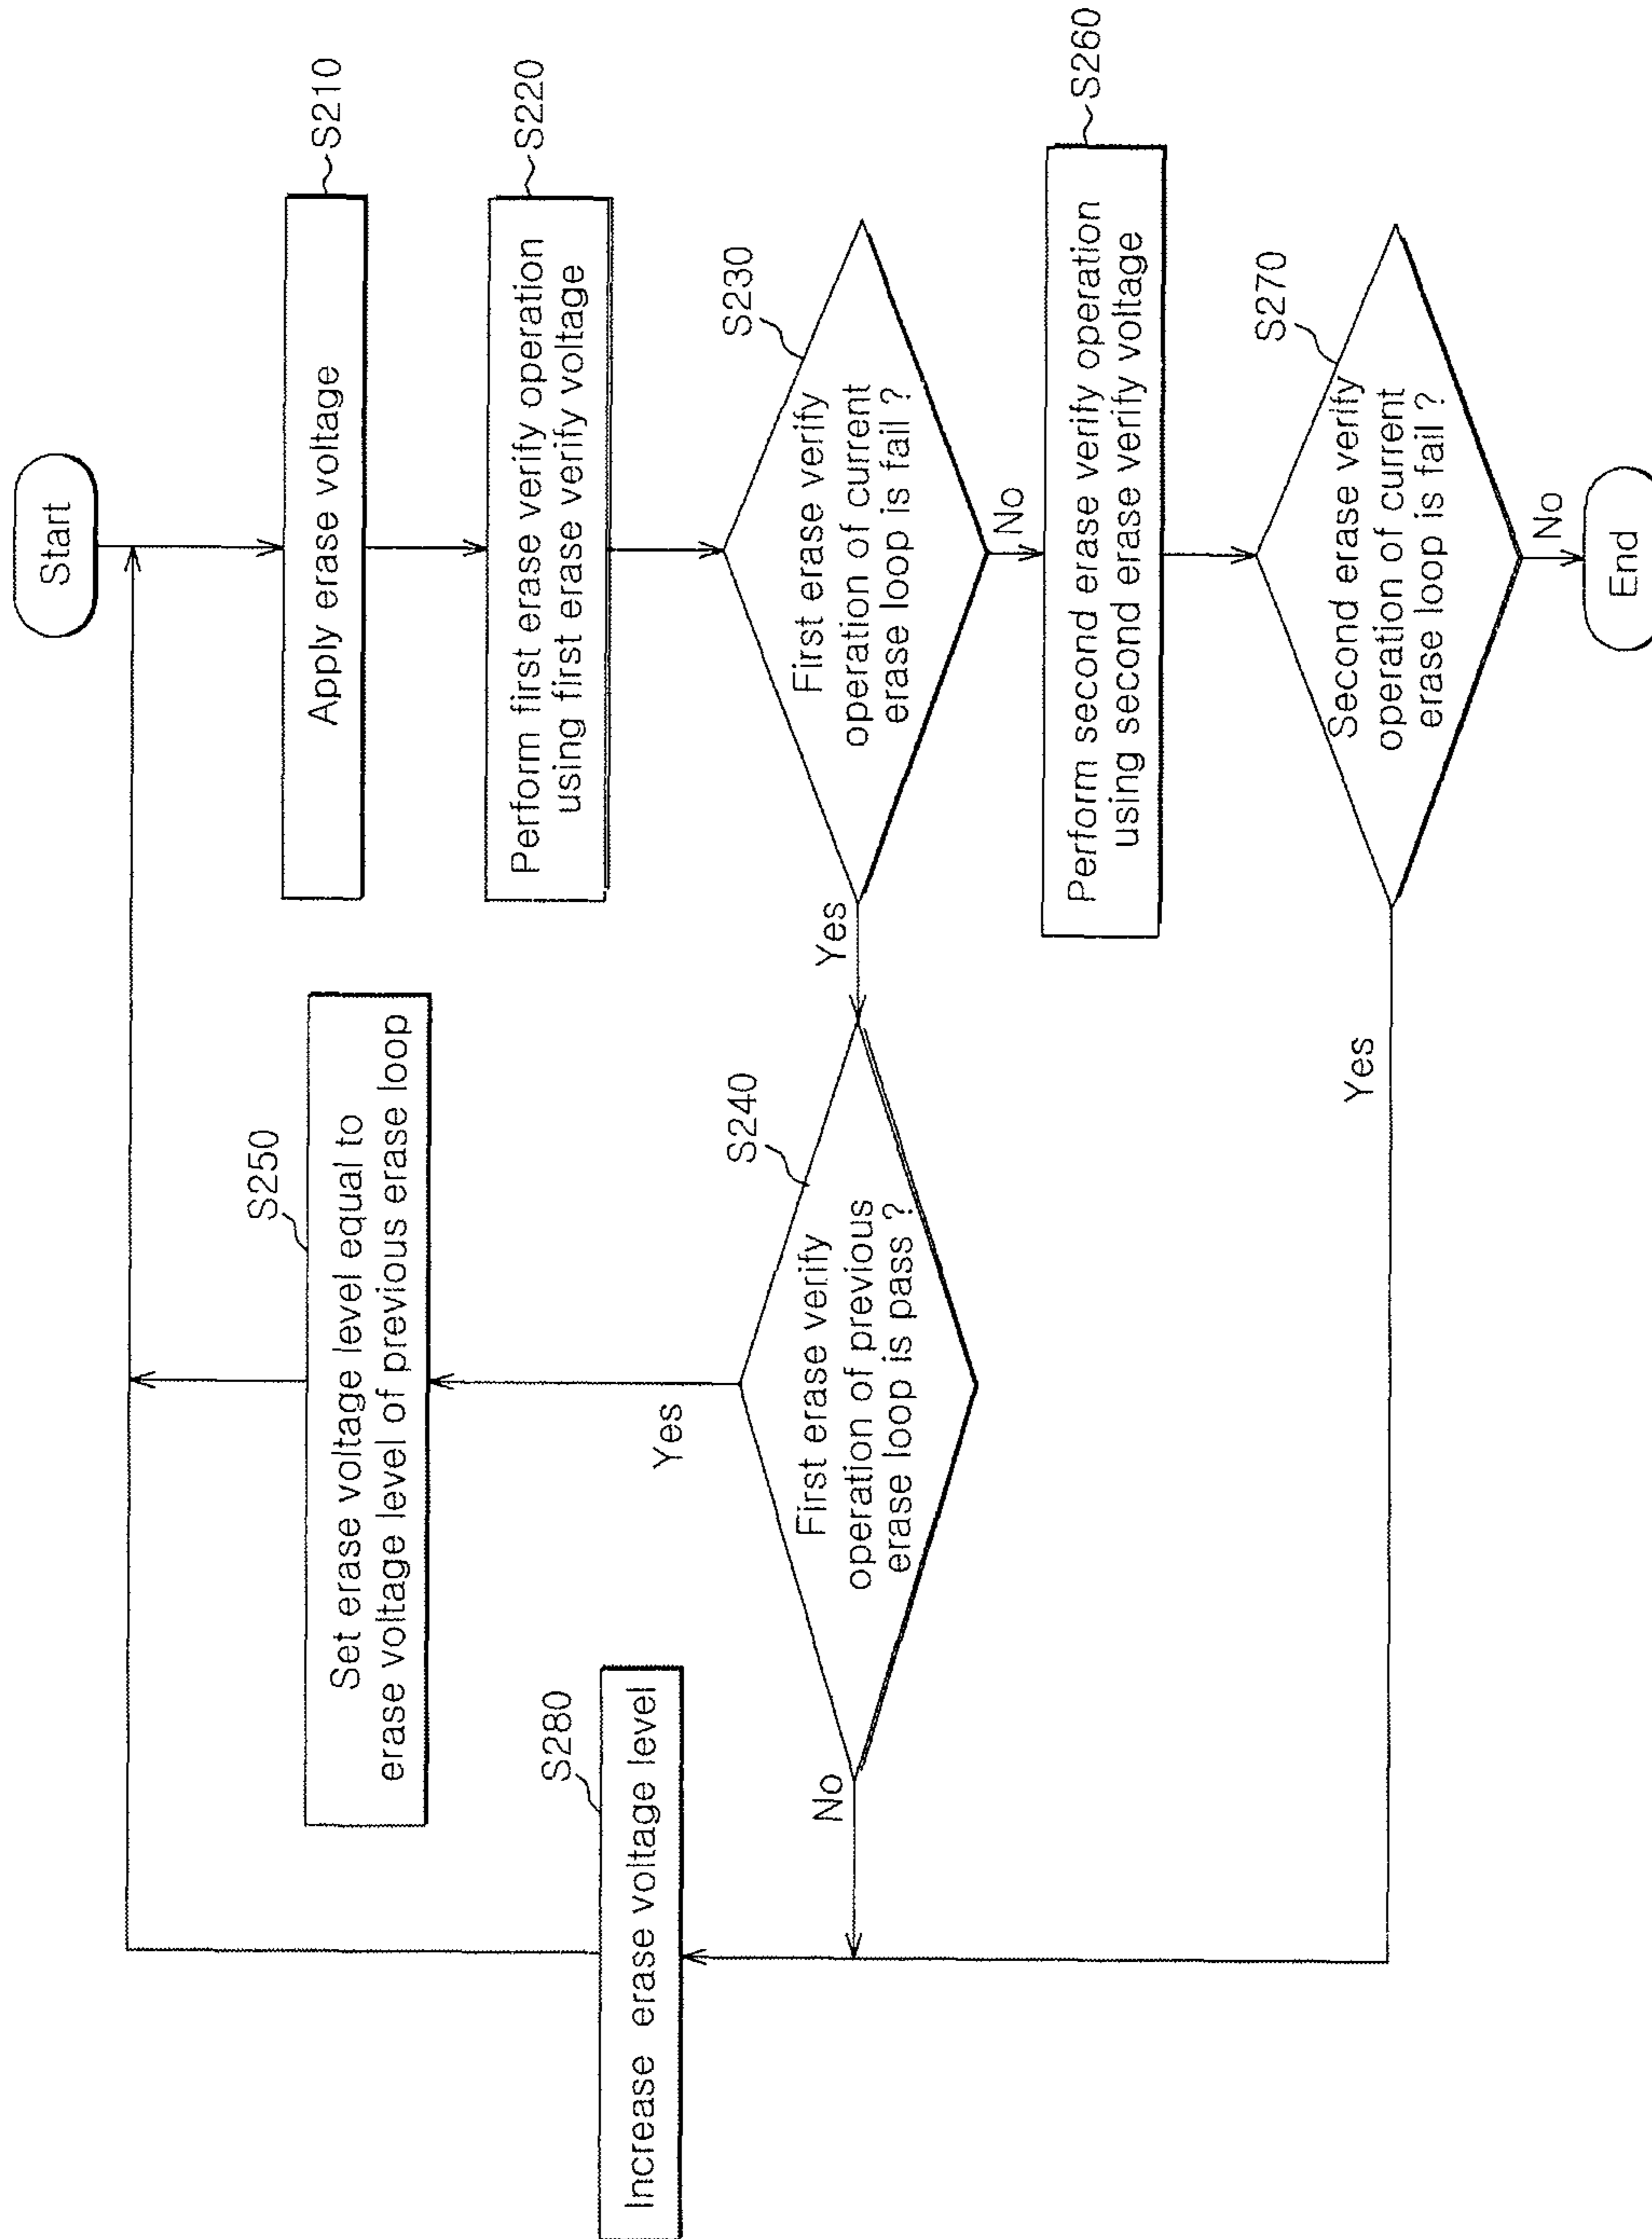 Start
Apply erase voltage
S210
Perform first erase verify operation
using first erase verify voltage
S220
First erase verify
operation of current
erase loop is fail ?
S230
Yes
No
First erase verify
operation of previous
erase loop is pass ?
S240
Yes
No
Set erase voltage level equal to
erase voltage level of previous erase loop
S250
Perform second erase verify operation
using second erase verify voltage
S260
Second erase verify
operation of current
erase loop is fail ?
S270
Yes
No
Increase erase voltage level
S280
End